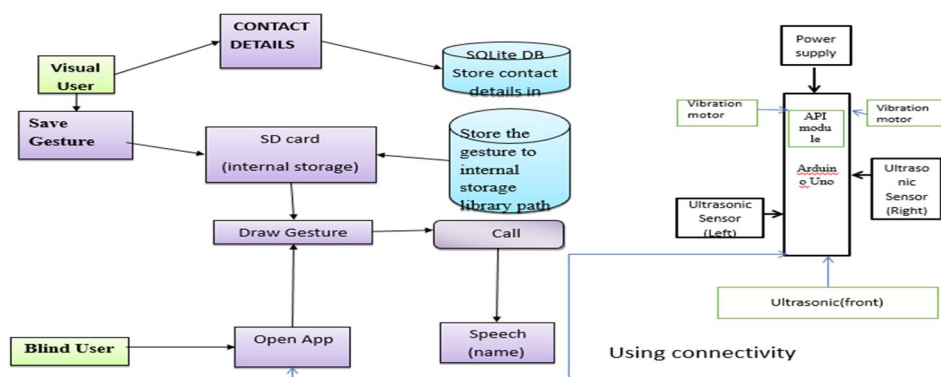 CONTACT
DETAILS
SQLite DB
Store contact
details in
Visual
User
Save
Gesture
SD card
(internal storage)
Store the
gesture to
internal
storage
library path
Draw Gesture
Call
Blind User
Open App
Speech
(name)
Power
supply
Vibration
motor
API
modu
le
Vibration
motor
Arduin
o Uno
Ultraso
nic
Sensor
(Right)
Ultrasonic
Sensor
(Left)
Ultrasonic(front)
Using connectivity